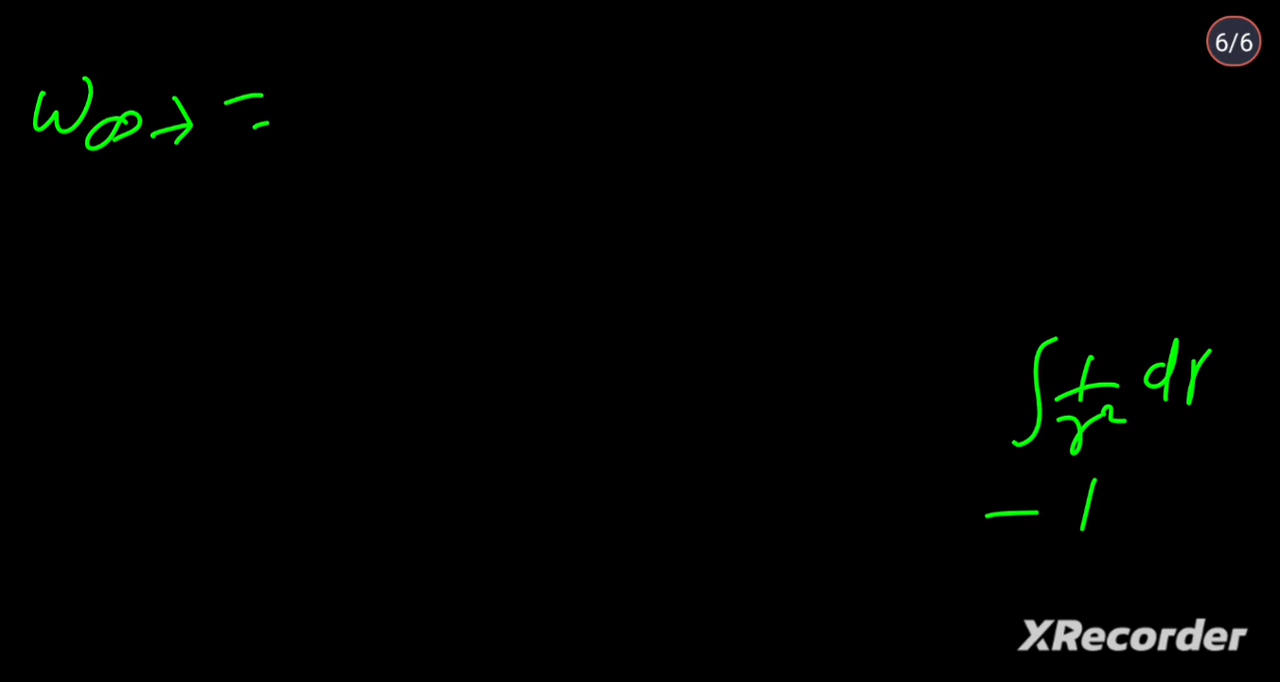 6/6
W∞→ =
∫ 1/r² dr
— 1
XRecorder